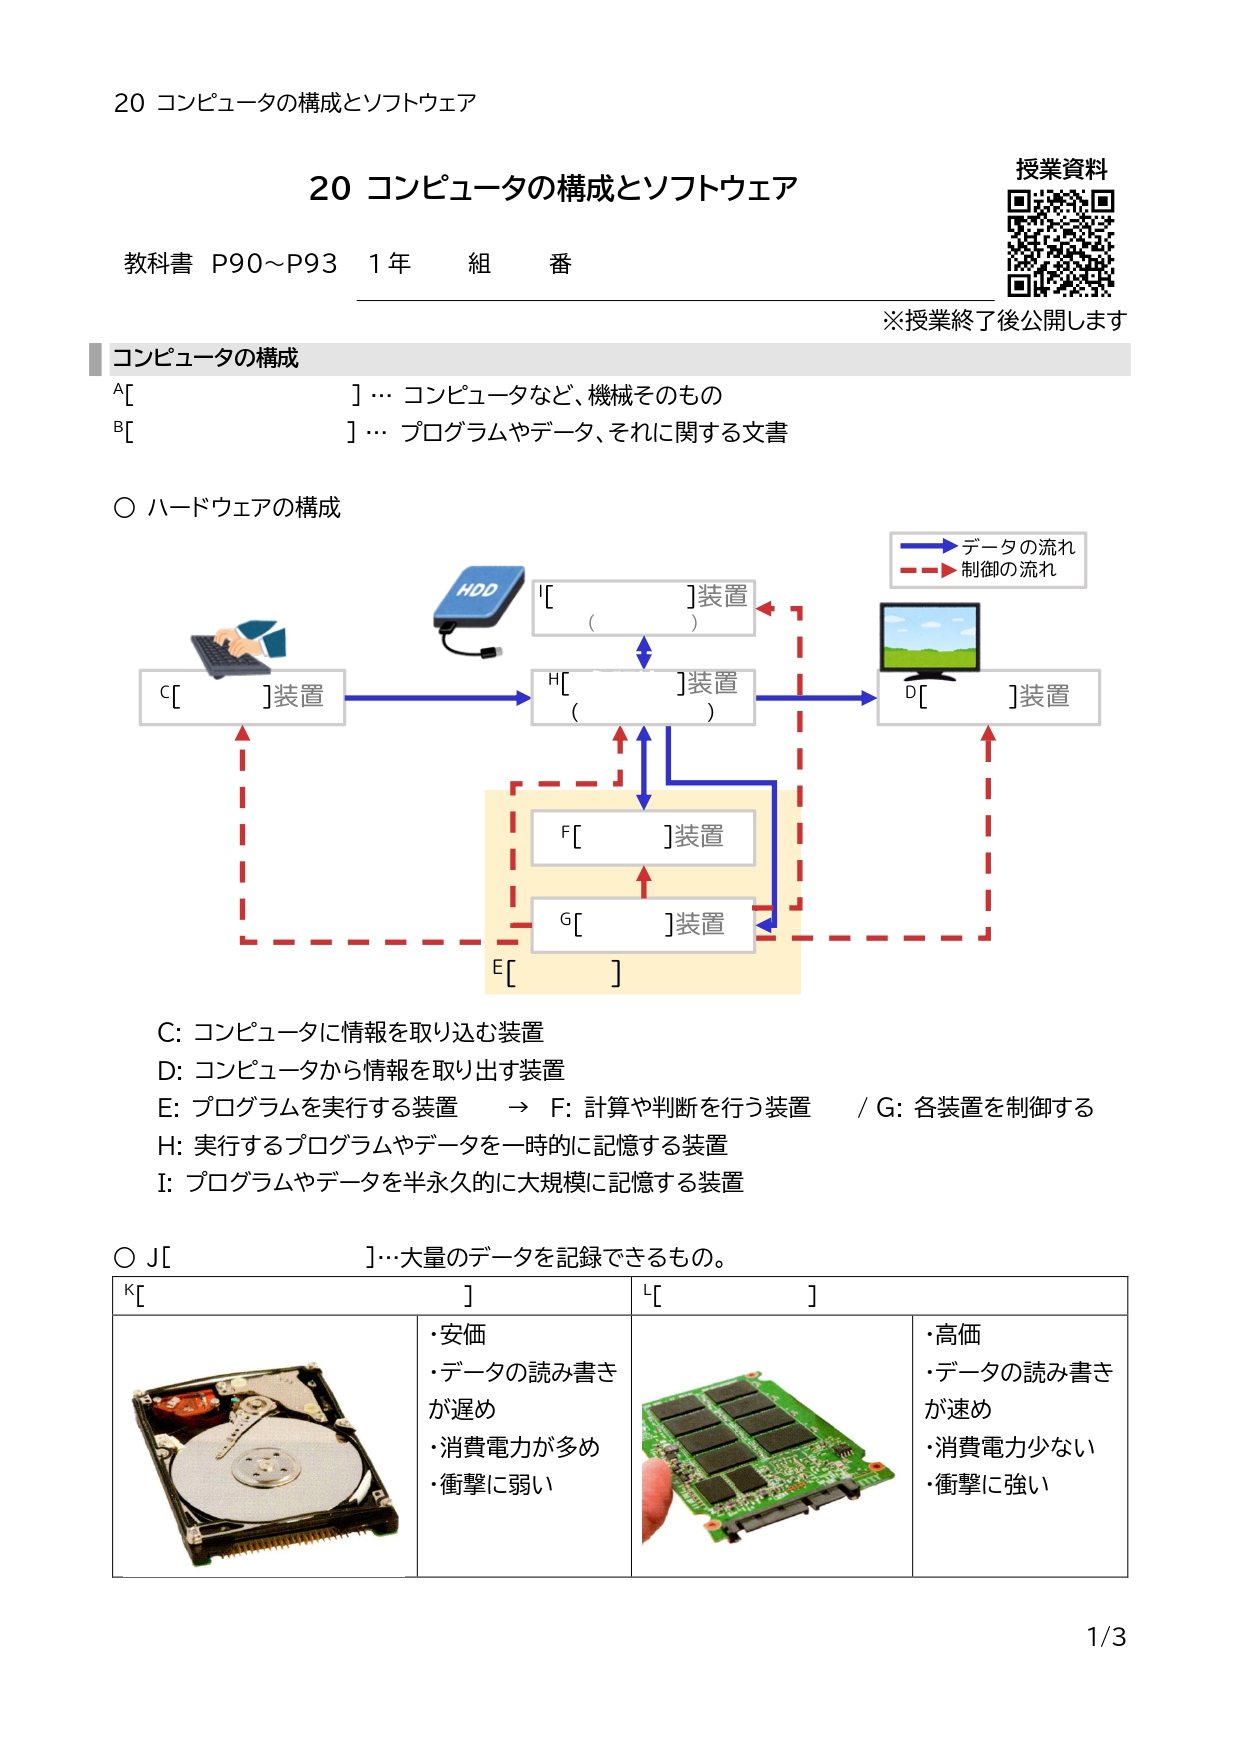 20 コンピュータの構成とソフトウェア
授業資料
20 コンピュータの構成とソフトウェア
教科書 P90～P93 1年 組 番
※授業終了後公開します
コンピュータの構成
A[ ] … コンピュータなど、機械そのもの
B[ ] … プログラムやデータ、それに関する文書
〇 ハードウェアの構成
データの流れ
制御の流れ
HDD
I[ ]装置
( )
C[ ]装置
H[ ]装置
( )
D[ ]装置
F[ ]装置
G[ ]装置
E[ ]
C: コンピュータに情報を取り込む装置
D: コンピュータから情報を取り出す装置
E: プログラムを実行する装置 → F: 計算や判断を行う装置 / G: 各装置を制御する
H: 実行するプログラムやデータを一時的に記憶する装置
I: プログラムやデータを半永久的に大規模に記憶する装置
〇 J[ ]…大量のデータを記録できるもの。
K[ ]
L[ ]
・安価
・データの読み書き
が遅め
・消費電力が多め
・衝撃に弱い
・高価
・データの読み書き
が速め
・消費電力少ない
・衝撃に強い
1/3